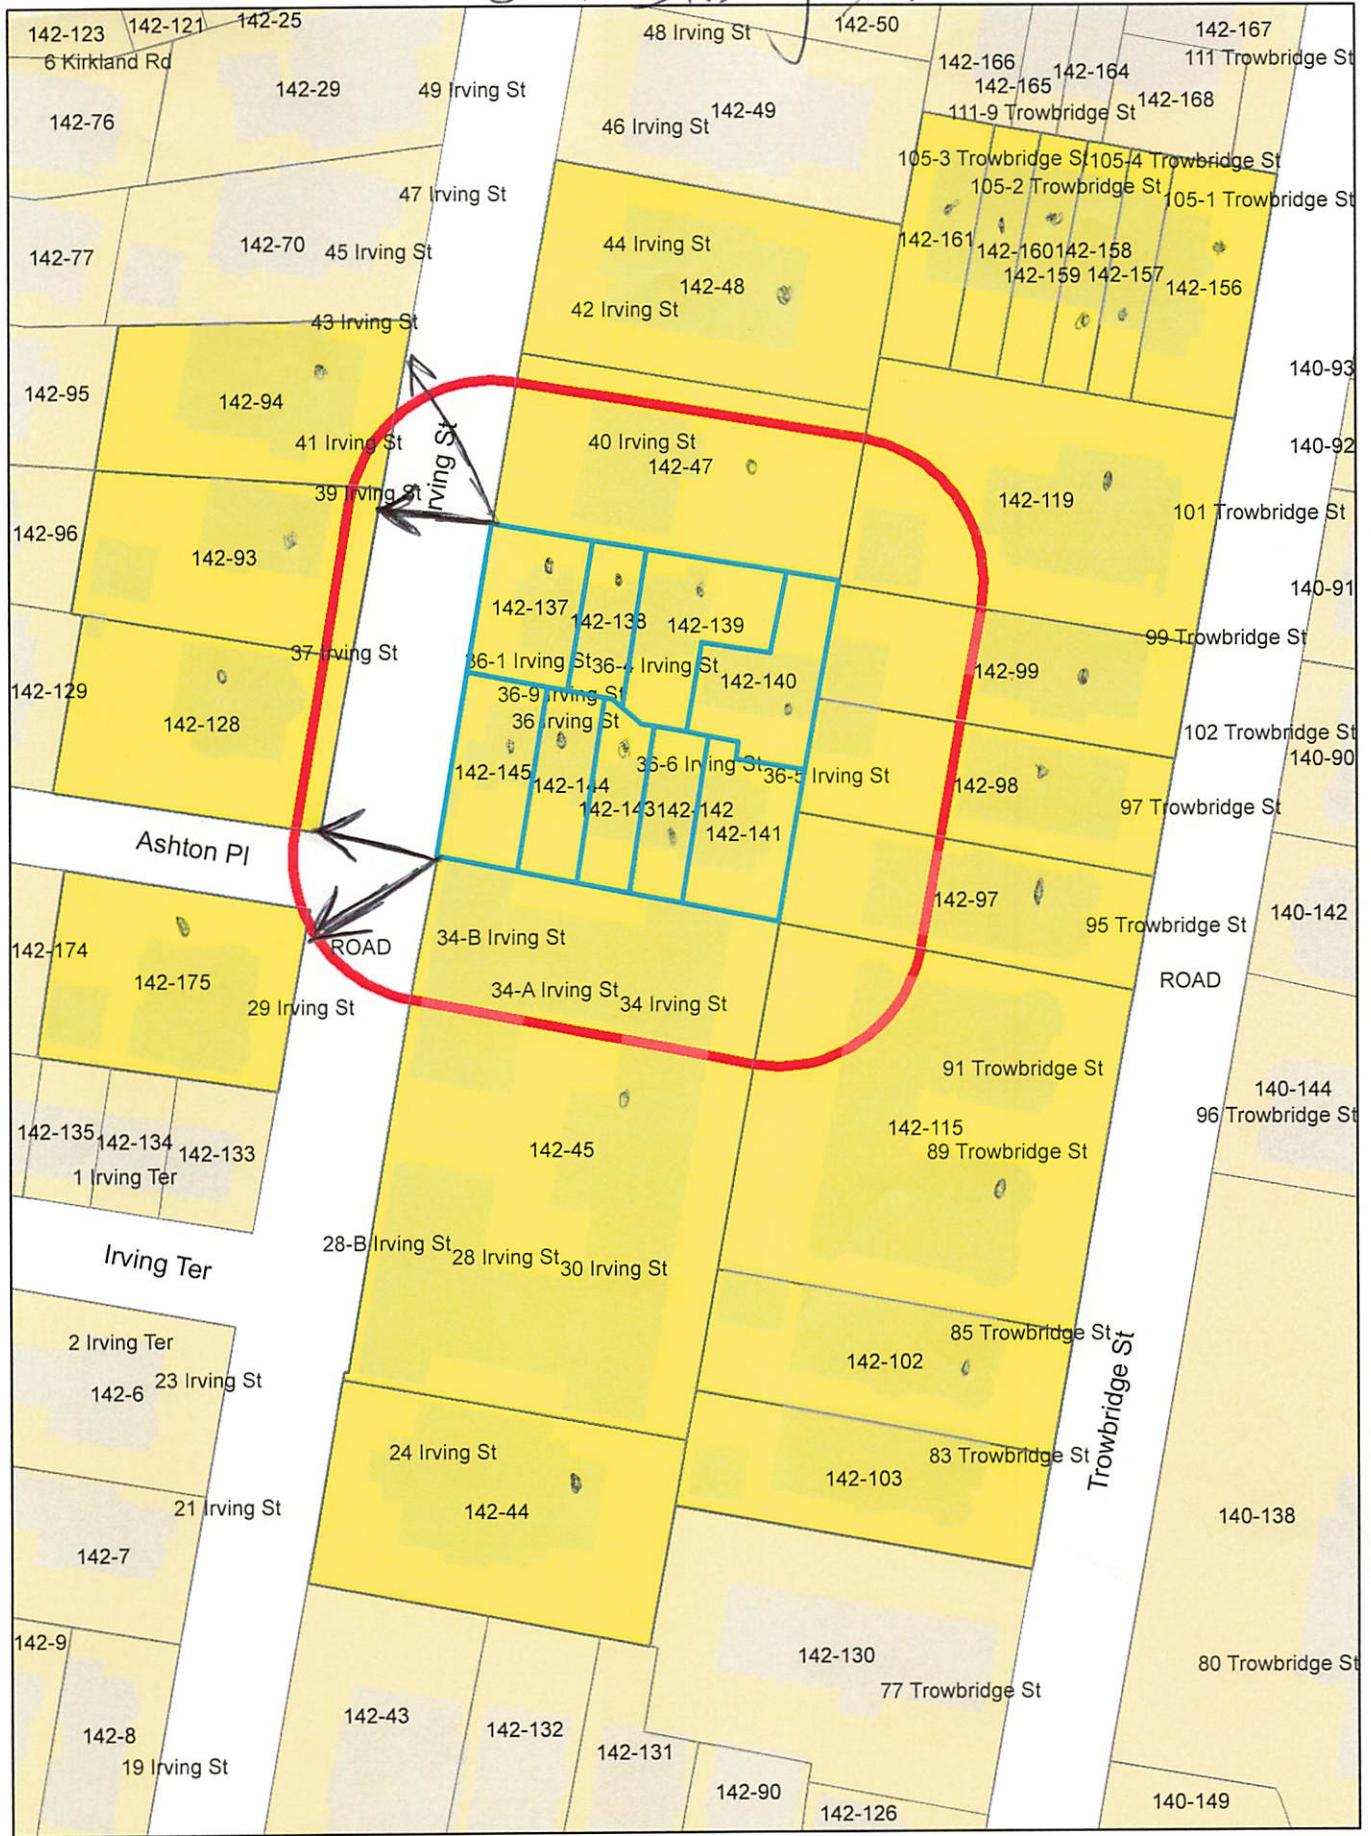 142-123
142-121
142-25
48 Irving St
142-50
142-167
6 Kirkland Rd
142-166
142-164
111 Trowbridge St
142-29
49 Irving St
142-165
142-168
142-76
46 Irving St
142-49
111-9 Trowbridge St
105-3 Trowbridge St
105-4 Trowbridge St
47 Irving St
105-2 Trowbridge St
105-1 Trowbridge St
142-77
142-70
45 Irving St
44 Irving St
142-161
142-160
142-158
142-48
142-159
142-157
142-156
43 Irving St
42 Irving St
142-95
142-94
140-93
41 Irving St
Irving St
40 Irving St
142-47
140-92
39 Irving St
142-119
101 Trowbridge St
142-96
142-93
140-91
142-137
142-138
142-139
99 Trowbridge St
37 Irving St
36-1 Irving St
36-4 Irving St
142-140
142-99
142-129
142-128
36-9 Irving St
36 Irving St
102 Trowbridge St
140-90
142-145
142-144
36-6 Irving St
36-5 Irving St
142-98
97 Trowbridge St
142-143
142-142
142-141
Ashton Pl
142-97
95 Trowbridge St
140-142
142-174
142-175
ROAD
34-B Irving St
ROAD
29 Irving St
34-A Irving St
34 Irving St
91 Trowbridge St
140-144
96 Trowbridge St
142-135
142-134
142-133
142-45
142-115
89 Trowbridge St
1 Irving Ter
Irving Ter
28-B Irving St
28 Irving St
30 Irving St
2 Irving Ter
142-6
23 Irving St
85 Trowbridge St
142-102
Trowbridge St
24 Irving St
83 Trowbridge St
142-103
21 Irving St
142-44
140-138
142-7
142-9
142-130
80 Trowbridge St
77 Trowbridge St
142-8
142-43
142-132
142-131
19 Irving St
142-90
142-126
140-149